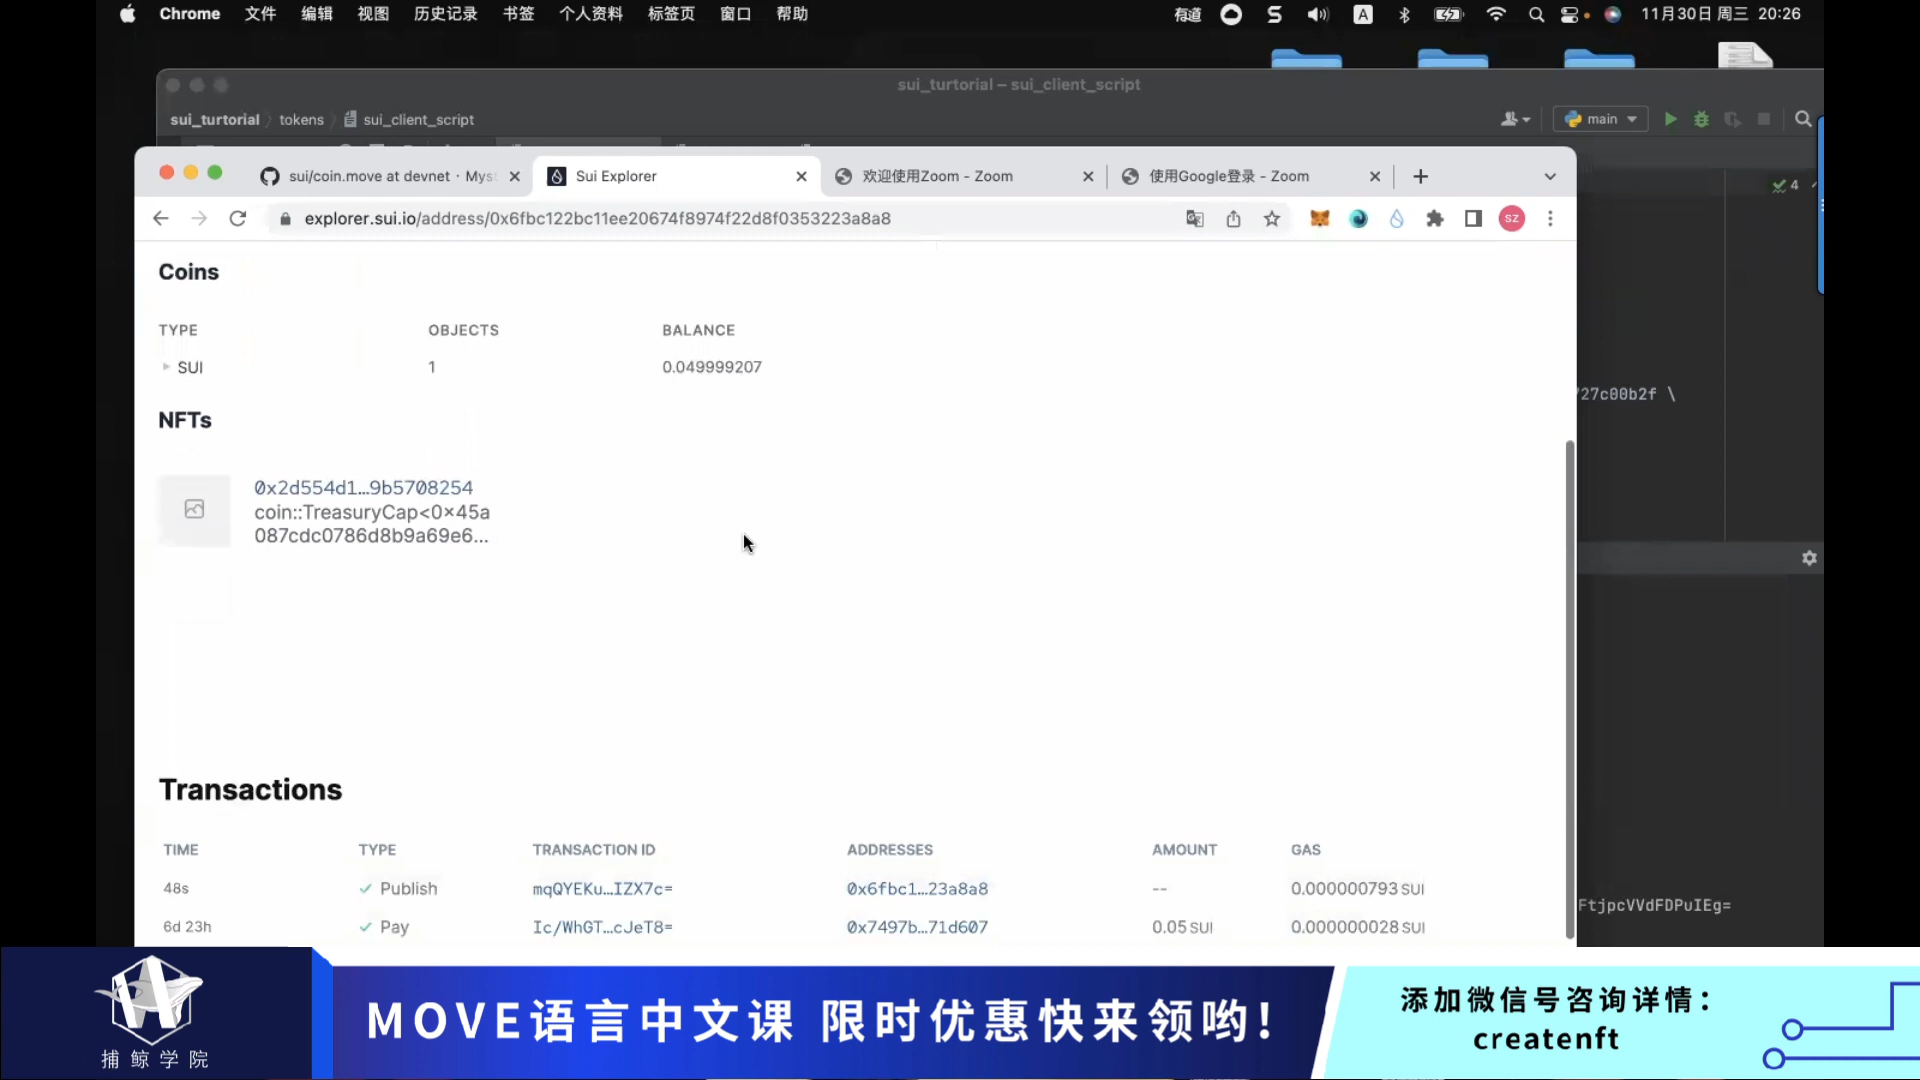 Chrome 文件 编辑 视图 历史记录 书签 个人资料 标签页 窗口 帮助 有道 A 11月30日 周三 20:26
sui_turtorial – sui_client_script
sui_turtorial tokens sui_client_script main
4
sui/coin.move at devnet · Mys Sui Explorer 欢迎使用Zoom - Zoom 使用Google登录 - Zoom
explorer.sui.io/address/0x6fbc122bc11ee20674f8974f22d8f0353223a8a8 SZ
Coins
TYPE OBJECTS BALANCE
SUI 1 0.049999207
27c00b2f \
NFTs
0x2d554d1...9b5708254
coin::TreasuryCap<0x45a
087cdc0786d8b9a69e6...
Transactions
TIME TYPE TRANSACTION ID ADDRESSES AMOUNT GAS
48s Publish mqQYEKu...IZX7c= 0x6fbc1...23a8a8 -- 0.000000793 SUI
FtjpcVVdFDPuIEg=
6d 23h Pay Ic/WhGT...cJeT8= 0x7497b...71d607 0.05 SUI 0.000000028 SUI
捕鲸学院
MOVE语言中文课 限时优惠快来领哟!
添加微信号咨询详情:
createnft